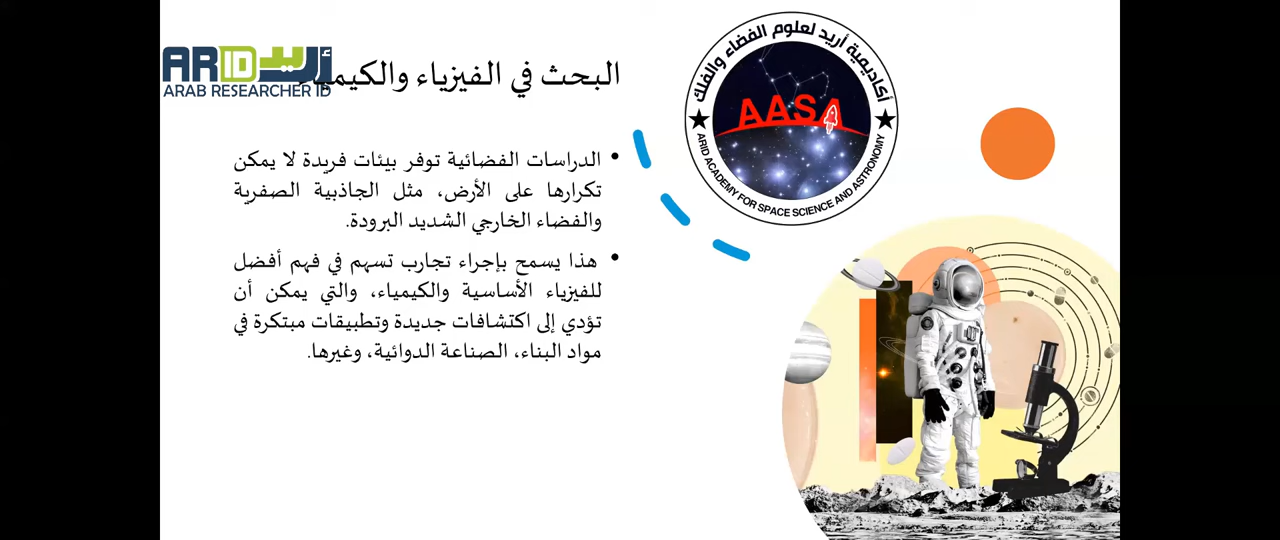 أريد
ARID
ARAB RESEARCHER ID
البحث في الفيزياء والكيمياء
أكاديمية أريد لعلوم الفضاء والفلك
AASA
ARID ACADEMY FOR SPACE SCIENCE AND ASTRONOMY
• الدراسات الفضائية توفر بيئات فريدة لا يمكن
تكرارها على الأرض، مثل الجاذبية الصفرية
والفضاء الخارجي الشديد البرودة.
• هذا يسمح بإجراء تجارب تسهم في فهم أفضل
للفيزياء الأساسية والكيمياء، والتي يمكن أن
تؤدي إلى اكتشافات جديدة وتطبيقات مبتكرة في
مواد البناء، الصناعة الدوائية، وغيرها.